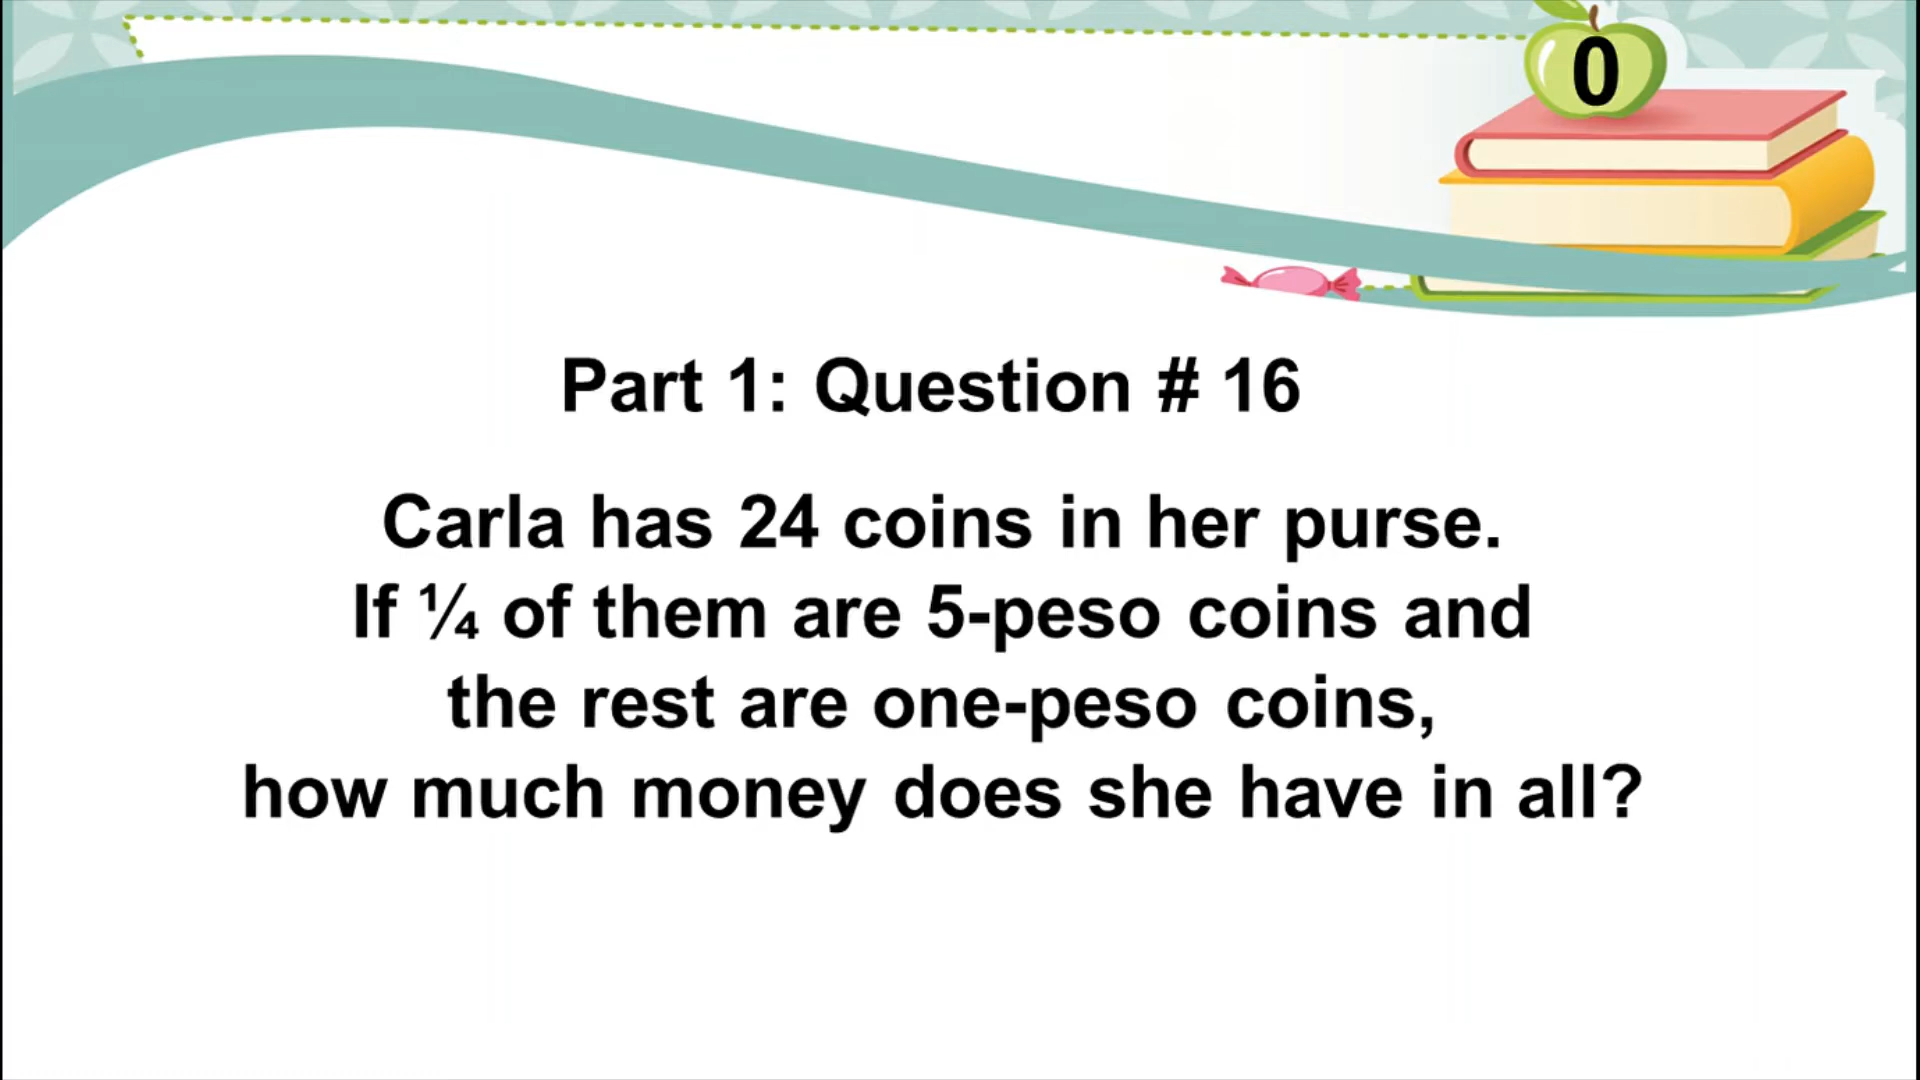 0
Part 1: Question # 16
Carla has 24 coins in her purse.
If ¼ of them are 5-peso coins and
the rest are one-peso coins,
how much money does she have in all?